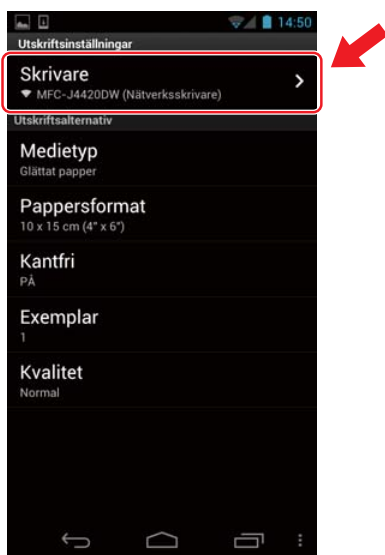 14:50
Utskriftsinställningar
Skrivare
MFC-J4420DW (Nätverksskrivare)
Utskriftsalternativ
Medietyp
Glättat papper
Pappersformat
10 x 15 cm (4" x 6")
Kantfri
PÅ
Exemplar
1
Kvalitet
Normal